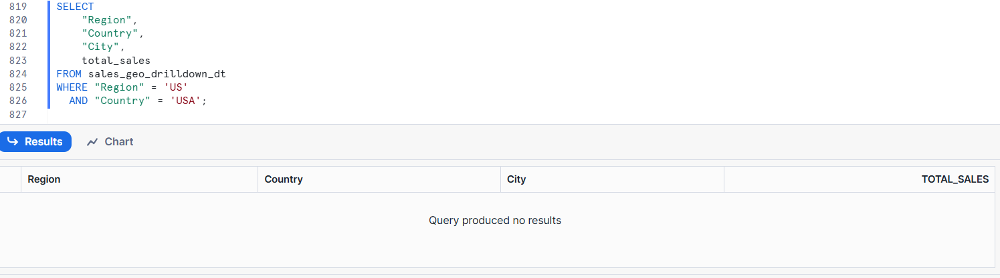 819 SELECT
820 "Region",
821 "Country",
822 "City",
823 total_sales
824 FROM sales_geo_drilldown_dt
825 WHERE "Region" = 'US'
826 AND "Country" = 'USA';
827
Results Chart
Region Country City TOTAL_SALES
Query produced no results